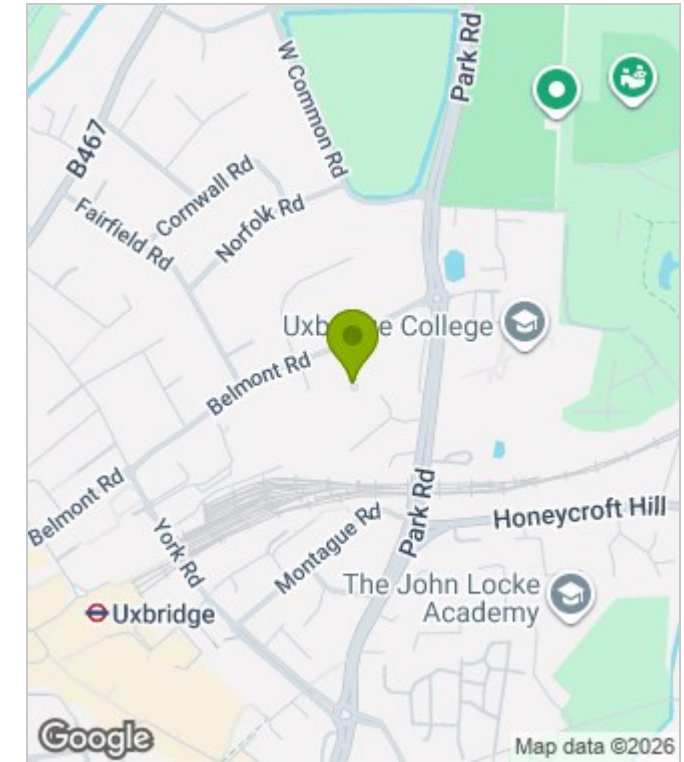 Park Rd
W Common Rd
B467
Cornwall Rd
Norfolk Rd
Fairfield Rd
Uxbridge College
Belmont Rd
Belmont Rd
York Rd
Montague Rd
Park Rd
Honeycroft Hill
The John Locke
Academy
Uxbridge
Google
Map data ©2026